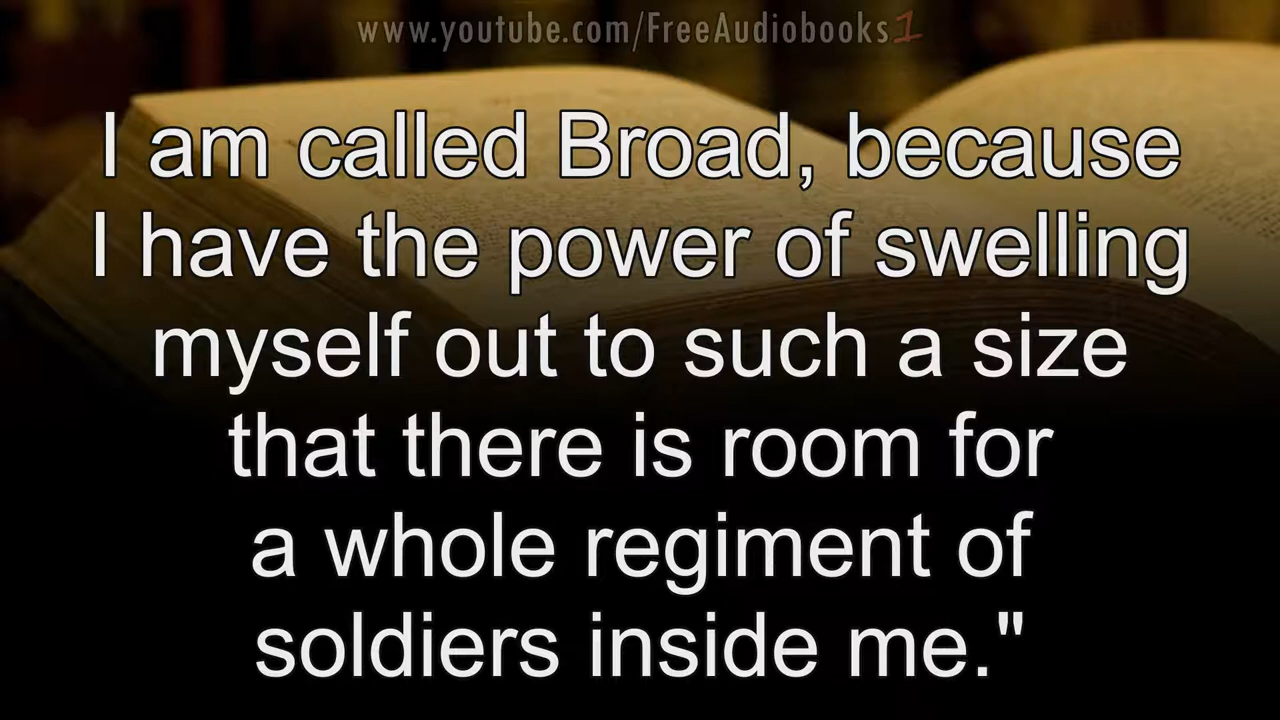 www.youtube.com/FreeAudiobooks1
I am called Broad, because
I have the power of swelling
myself out to such a size
that there is room for
a whole regiment of
soldiers inside me."